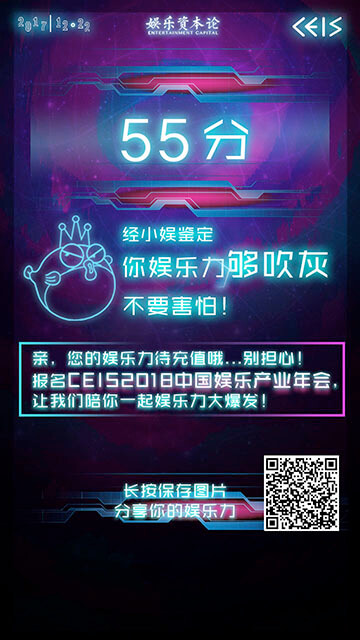 2017|12.22
娱乐资本论
ENTERTAINMENT CAPITAL
CEIS
55分
经小娱鉴定
你娱乐力够吹灰
不要害怕！
亲，您的娱乐力待充值哦...别担心！
报名CEIS2018中国娱乐产业年会，
让我们陪你一起娱乐力大爆发！
长按保存图片
分享你的娱乐力